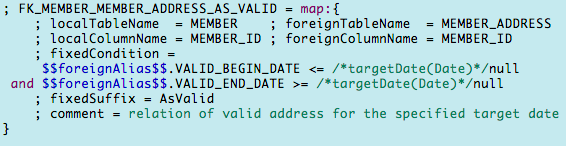 ; FK_MEMBER_MEMBER_ADDRESS_AS_VALID = map:{
; localTableName = MEMBER ; foreignTableName = MEMBER_ADDRESS
; localColumnName = MEMBER_ID ; foreignColumnName = MEMBER_ID
; fixedCondition =
$$foreignAlias$$.VALID_BEGIN_DATE <= /*targetDate(Date)*/null
and $$foreignAlias$$.VALID_END_DATE >= /*targetDate(Date)*/null
; fixedSuffix = AsValid
; comment = relation of valid address for the specified target date
}